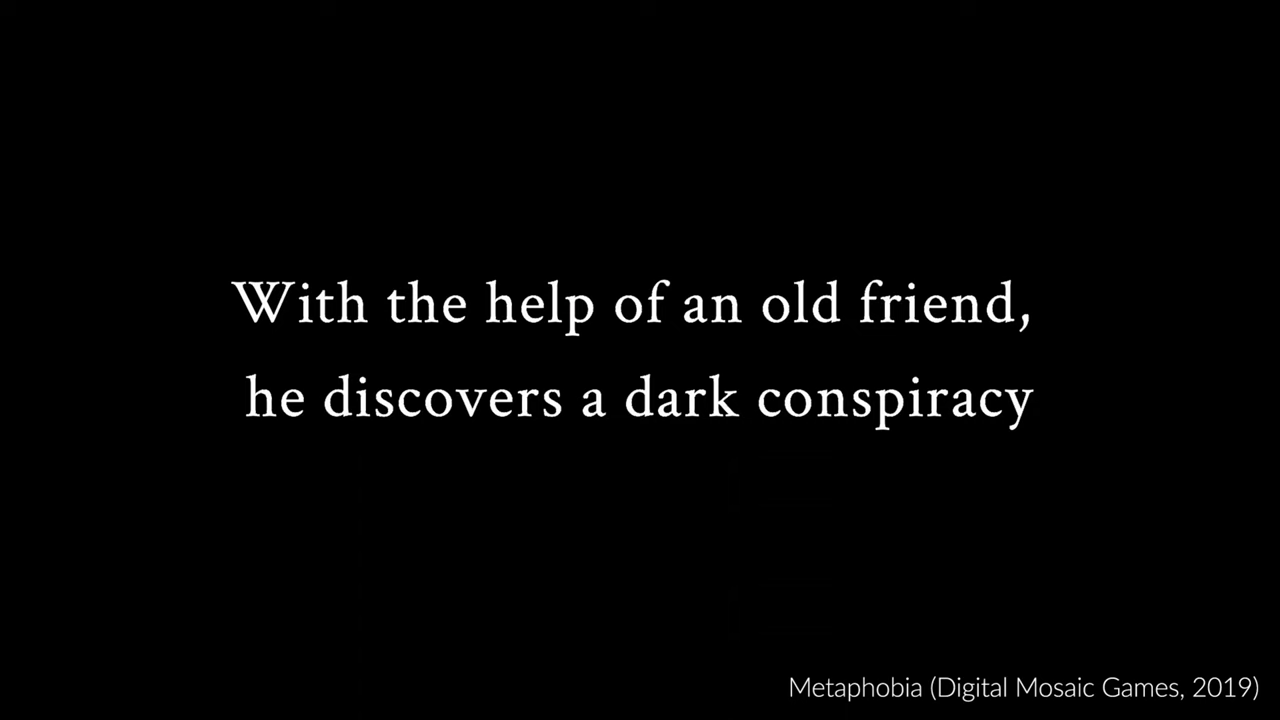 With the help of an old friend,
he discovers a dark conspiracy
Metaphobia (Digital Mosaic Games, 2019)